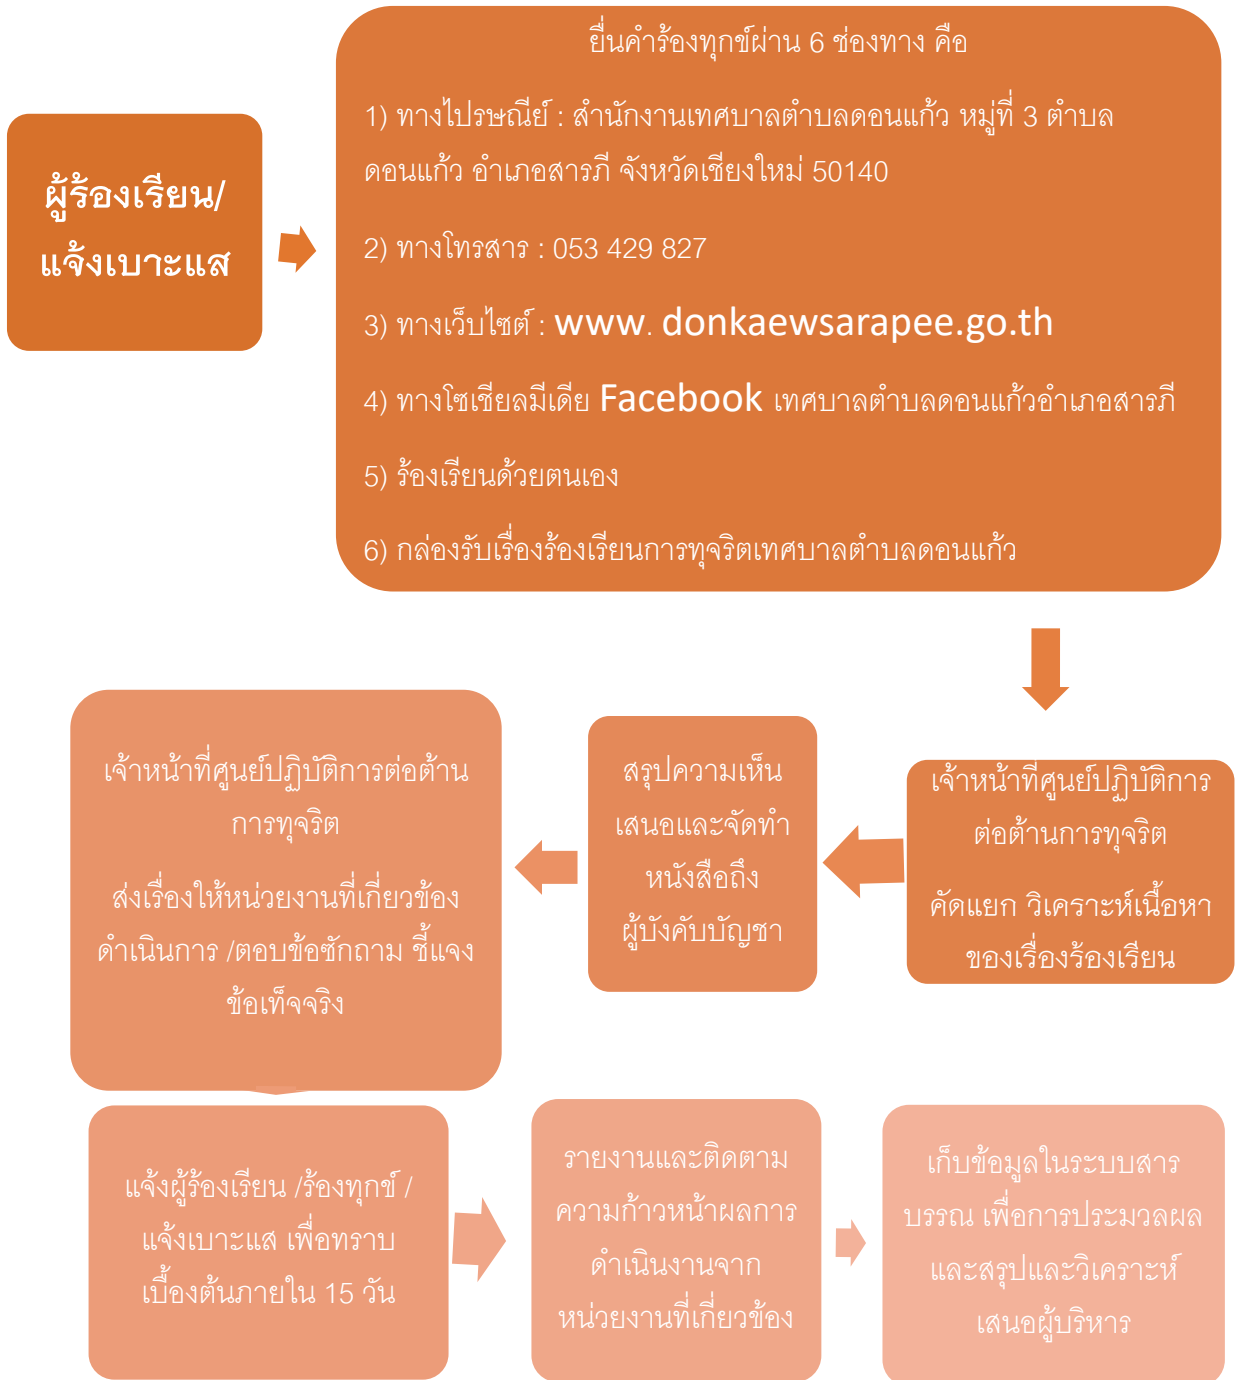 ผู้ร้องเรียน/
แจ้งเบาะแส
ยื่นคำร้องทุกข์ผ่าน 6 ช่องทาง คือ
1) ทางไปรษณีย์ : สำนักงานเทศบาลตำบลดอนแก้ว หมู่ที่ 3 ตำบล
ดอนแก้ว อำเภอสารภี จังหวัดเชียงใหม่ 50140
2) ทางโทรสาร : 053 429 827
3) ทางเว็บไซต์ : www. donkaewsarapee.go.th
4) ทางโซเชียลมีเดีย Facebook เทศบาลตำบลดอนแก้วอำเภอสารภี
5) ร้องเรียนด้วยตนเอง
6) กล่องรับเรื่องร้องเรียนการทุจริตเทศบาลตำบลดอนแก้ว
เจ้าหน้าที่ศูนย์ปฏิบัติการ
ต่อต้านการทุจริต
คัดแยก วิเคราะห์เนื้อหา
ของเรื่องร้องเรียน
สรุปความเห็น
เสนอและจัดทำ
หนังสือถึง
ผู้บังคับบัญชา
เจ้าหน้าที่ศูนย์ปฏิบัติการต่อต้าน
การทุจริต
ส่งเรื่องให้หน่วยงานที่เกี่ยวข้อง
ดำเนินการ /ตอบข้อซักถาม ชี้แจง
ข้อเท็จจริง
แจ้งผู้ร้องเรียน /ร้องทุกข์ /
แจ้งเบาะแส เพื่อทราบ
เบื้องต้นภายใน 15 วัน
รายงานและติดตาม
ความก้าวหน้าผลการ
ดำเนินงานจาก
หน่วยงานที่เกี่ยวข้อง
เก็บข้อมูลในระบบสาร
บรรณ เพื่อการประมวลผล
และสรุปและวิเคราะห์
เสนอผู้บริหาร